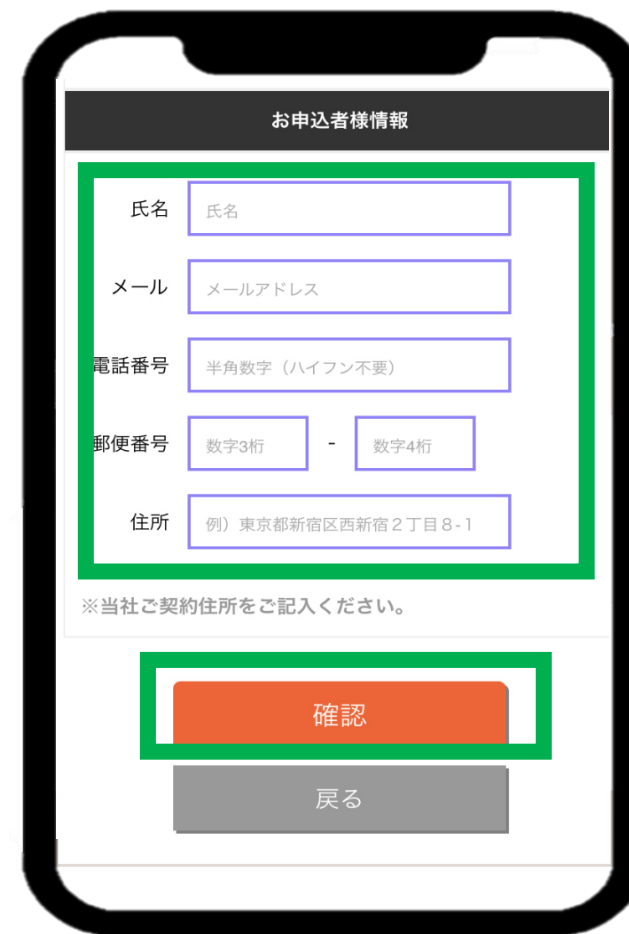 お申込者様情報
氏名 氏名
メール メールアドレス
電話番号 半角数字（ハイフン不要）
郵便番号 数字3桁 - 数字4桁
住所 例）東京都新宿区西新宿２丁目８-１
※当社ご契約住所をご記入ください。
確認
戻る